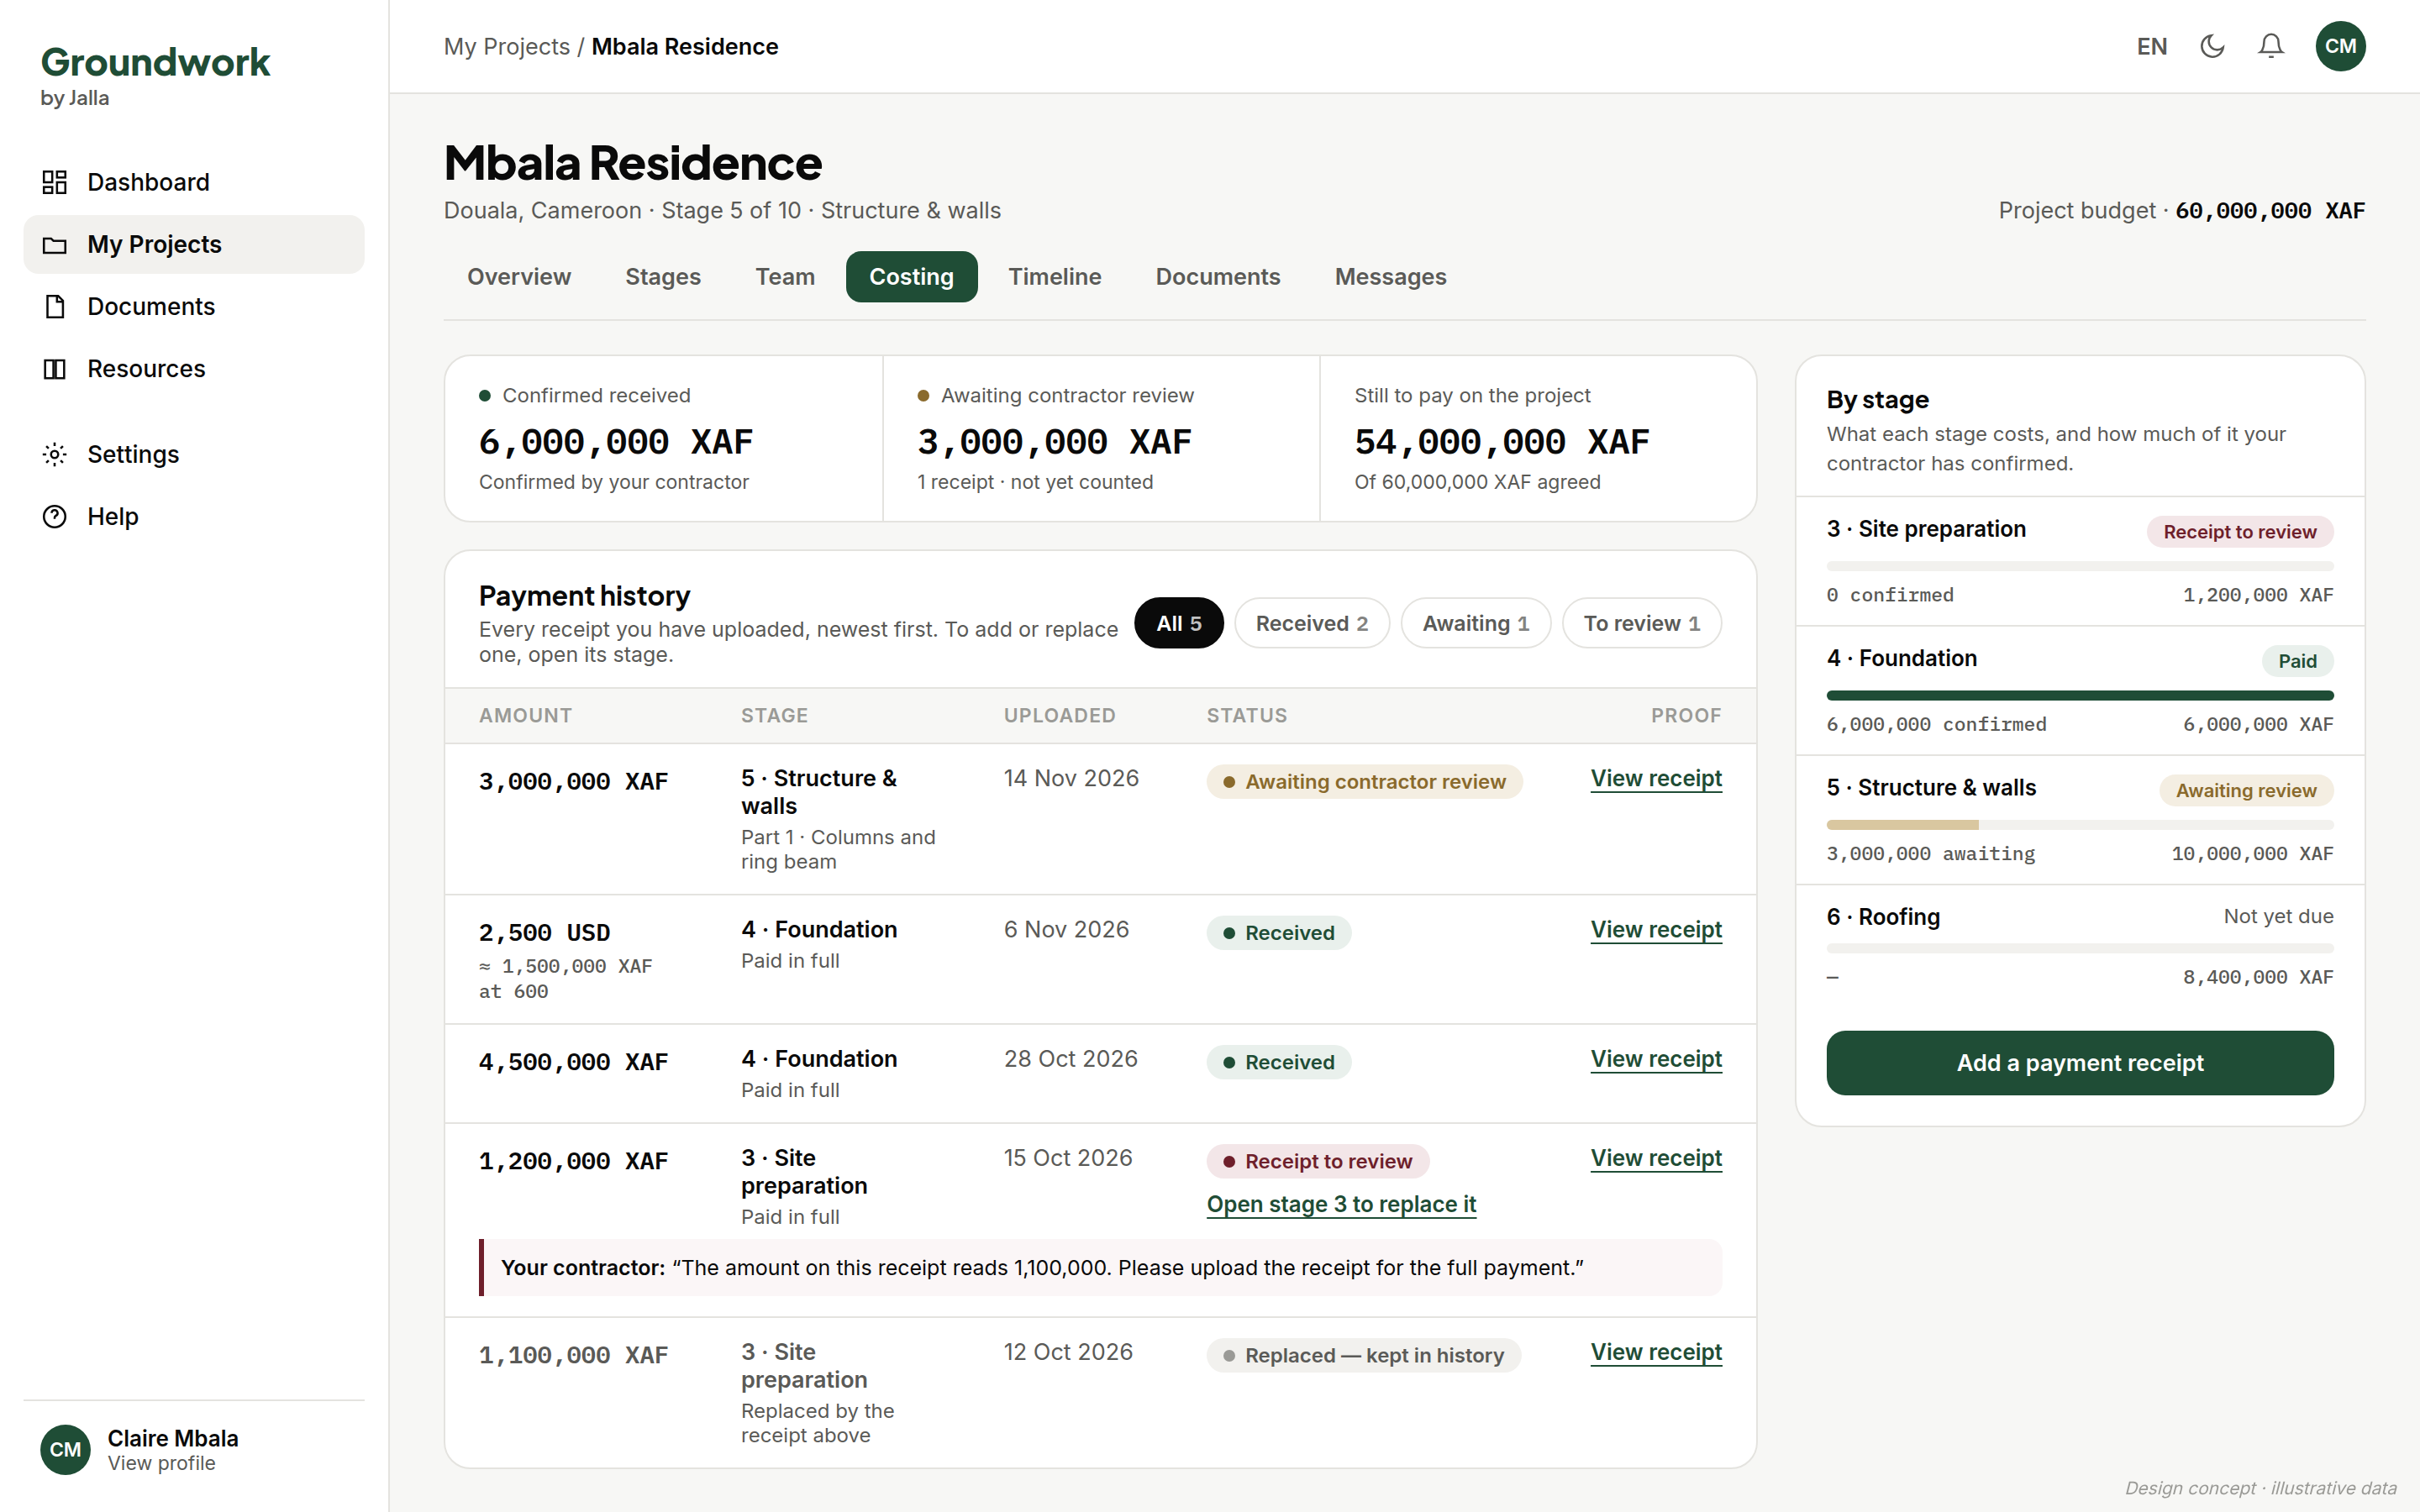 Groundwork
by Jalla
Dashboard
My Projects
Documents
Resources
Settings
Help
CM
Claire Mbala
View profile
My Projects / Mbala Residence
EN
CM
Mbala Residence
Douala, Cameroon · Stage 5 of 10 · Structure & walls
Project budget · 60,000,000 XAF
Overview
Stages
Team
Costing
Timeline
Documents
Messages
Confirmed received
6,000,000 XAF
Confirmed by your contractor
Awaiting contractor review
3,000,000 XAF
1 receipt · not yet counted
Still to pay on the project
54,000,000 XAF
Of 60,000,000 XAF agreed
Payment history
Every receipt you have uploaded, newest first. To add or replace
one, open its stage.
All 5
Received 2
Awaiting 1
To review 1
AMOUNT STAGE UPLOADED STATUS PROOF
3,000,000 XAF
5 · Structure &
walls
Part 1 · Columns and
ring beam
14 Nov 2026
Awaiting contractor review
View receipt
2,500 USD
≈ 1,500,000 XAF
at 600
4 · Foundation
Paid in full
6 Nov 2026
Received
View receipt
4,500,000 XAF
4 · Foundation
Paid in full
28 Oct 2026
Received
View receipt
1,200,000 XAF
3 · Site
preparation
Paid in full
15 Oct 2026
Receipt to review
Open stage 3 to replace it
View receipt
Your contractor: “The amount on this receipt reads 1,100,000. Please upload the receipt for the full payment.”
1,100,000 XAF
3 · Site
preparation
Replaced by the
receipt above
12 Oct 2026
Replaced — kept in history
View receipt
By stage
What each stage costs, and how much of it your
contractor has confirmed.
3 · Site preparation
Receipt to review
0 confirmed
1,200,000 XAF
4 · Foundation
Paid
6,000,000 confirmed
6,000,000 XAF
5 · Structure & walls
Awaiting review
3,000,000 awaiting
10,000,000 XAF
6 · Roofing
Not yet due
—
8,400,000 XAF
Add a payment receipt
Design concept · illustrative data